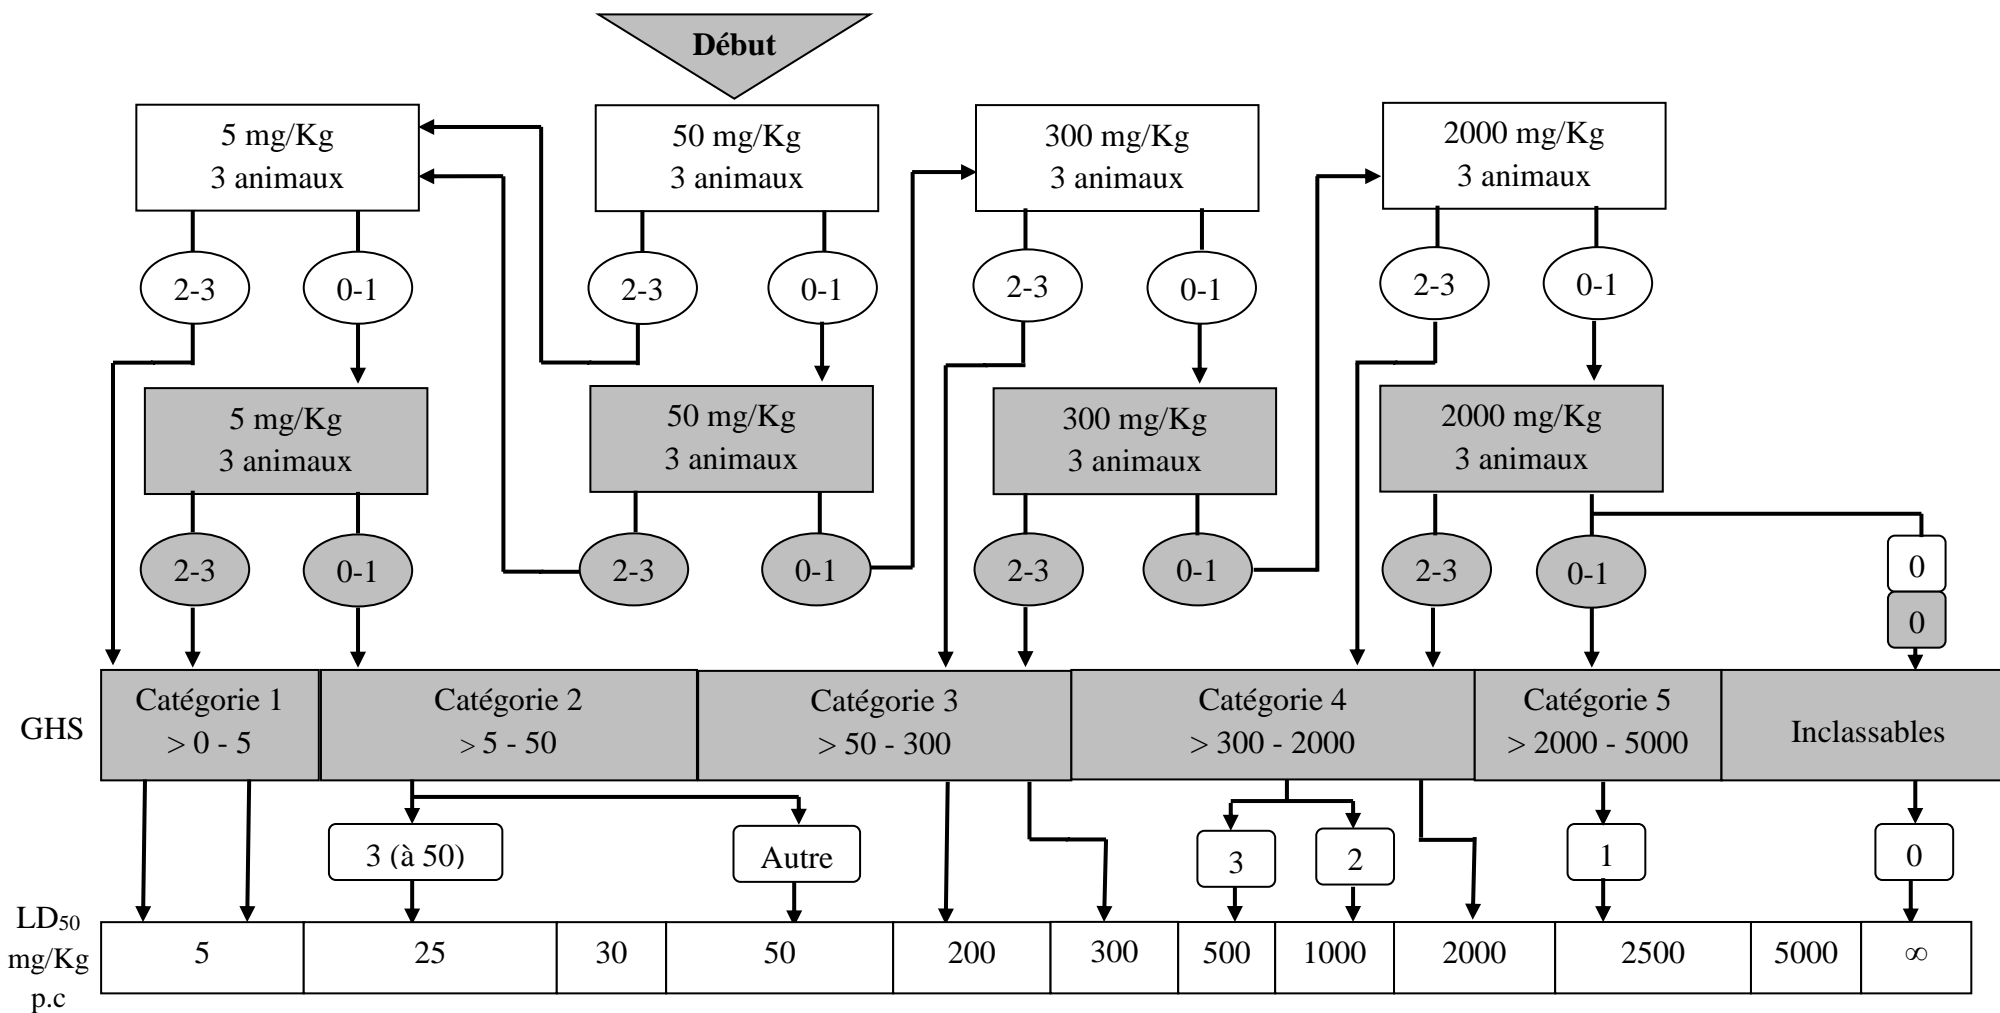 Début
5 mg/Kg
3 animaux
50 mg/Kg
3 animaux
300 mg/Kg
3 animaux
2000 mg/Kg
3 animaux
2-3
0-1
2-3
0-1
2-3
0-1
2-3
0-1
5 mg/Kg
3 animaux
50 mg/Kg
3 animaux
300 mg/Kg
3 animaux
2000 mg/Kg
3 animaux
2-3
0-1
2-3
0-1
2-3
0-1
2-3
0-1
0
0
GHS
Catégorie 1
> 0 - 5
Catégorie 2
> 5 - 50
Catégorie 3
> 50 - 300
Catégorie 4
> 300 - 2000
Catégorie 5
> 2000 - 5000
Inclassables
3 (à 50)
Autre
3
2
1
0
LD50
mg/Kg
p.c
5
25
30
50
200
300
500
1000
2000
2500
5000
∞